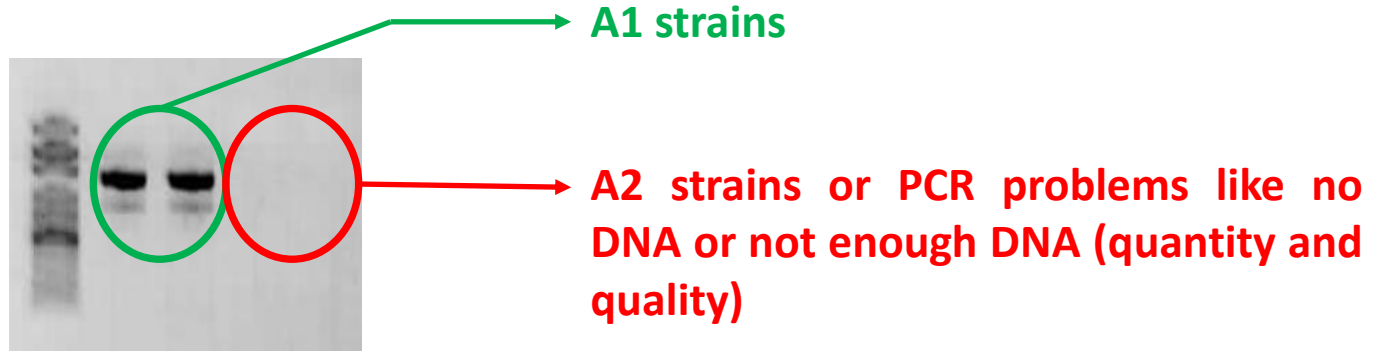 A1 strains
A2 strains or PCR problems like no
DNA or not enough DNA (quantity and
quality)